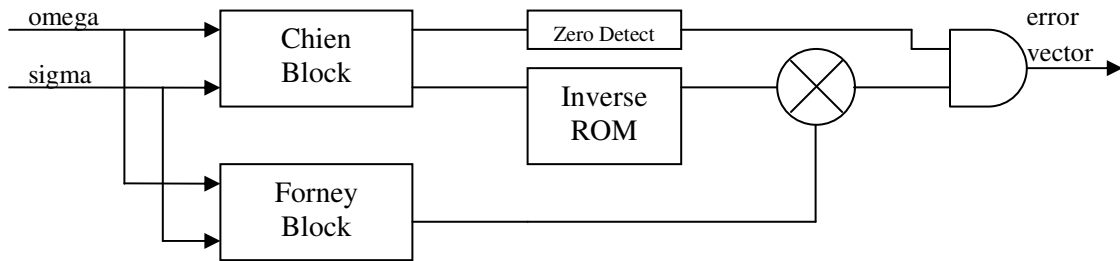 omega
sigma
Chien
Block
Zero Detect
Inverse
ROM
Forney
Block
error
vector